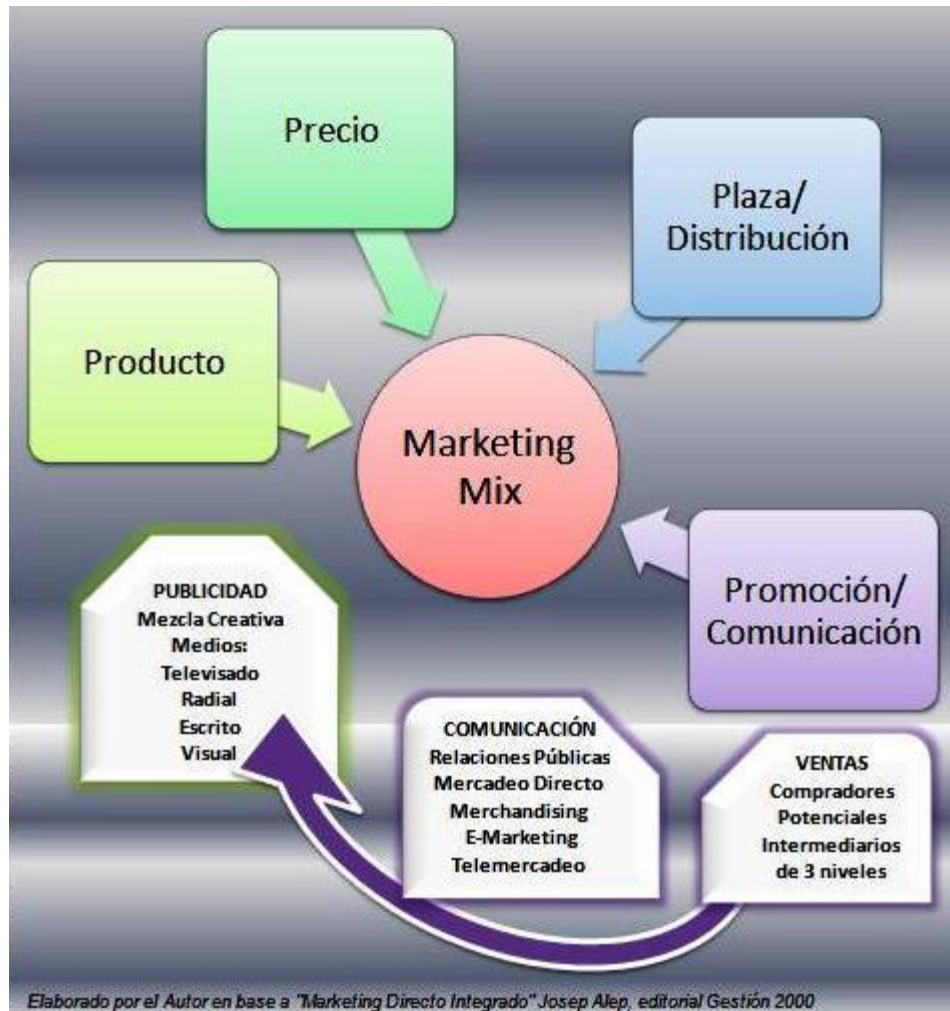 Precio
Plaza/
Distribución
Producto
Marketing
Mix
Promoción/
Comunicación
PUBLICIDAD
Mezcla Creativa
Medios:
Televisado
Radial
Escrito
Visual
COMUNICACIÓN
Relaciones Públicas
Mercadeo Directo
Merchandising
E-Marketing
Telemercadeo
VENTAS
Compradores
Potenciales
Intermediarios
de 3 niveles
Elaborado por el Autor en base a "Marketing Directo Integrado" Josep Alep, editorial Gestión 2000